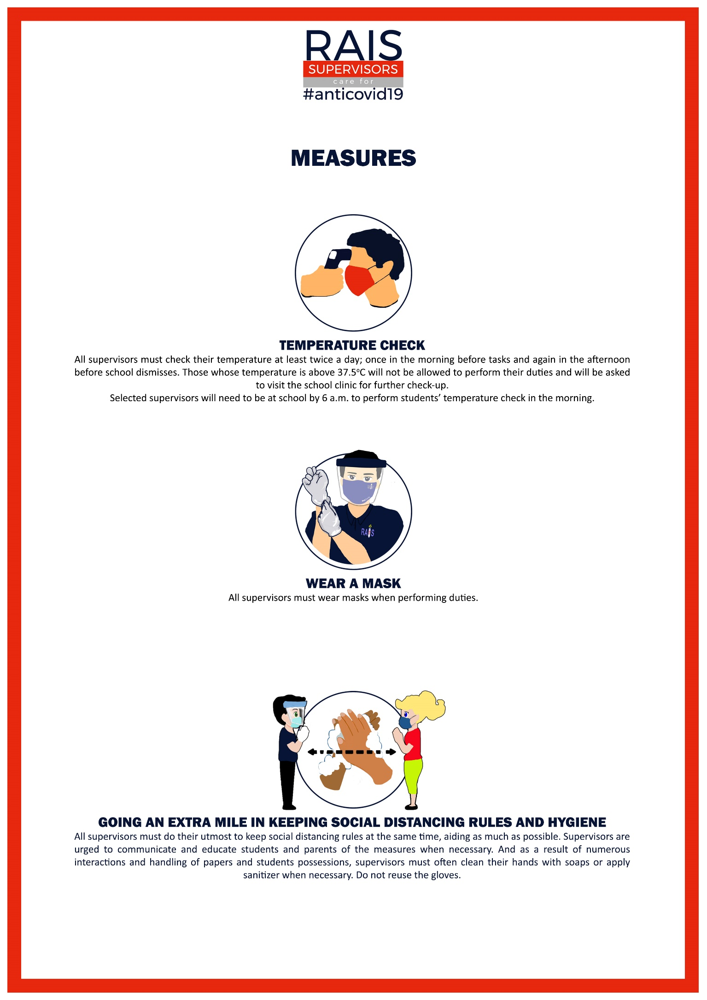 RAIS
SUPERVISORS
care for
#anticovid19
MEASURES
TEMPERATURE CHECK
All supervisors must check their temperature at least twice a day; once in the morning before tasks and again in the afternoon
before school dismisses. Those whose temperature is above 37.5°C will not be allowed to perform their duties and will be asked
to visit the school clinic for further check-up.
Selected supervisors will need to be at school by 6 a.m. to perform students’ temperature check in the morning.
RAIS
WEAR A MASK
All supervisors must wear masks when performing duties.
GOING AN EXTRA MILE IN KEEPING SOCIAL DISTANCING RULES AND HYGIENE
All supervisors must do their utmost to keep social distancing rules at the same time, aiding as much as possible. Supervisors are
urged to communicate and educate students and parents of the measures when necessary. And as a result of numerous
interactions and handling of papers and students possessions, supervisors must often clean their hands with soaps or apply
sanitizer when necessary. Do not reuse the gloves.